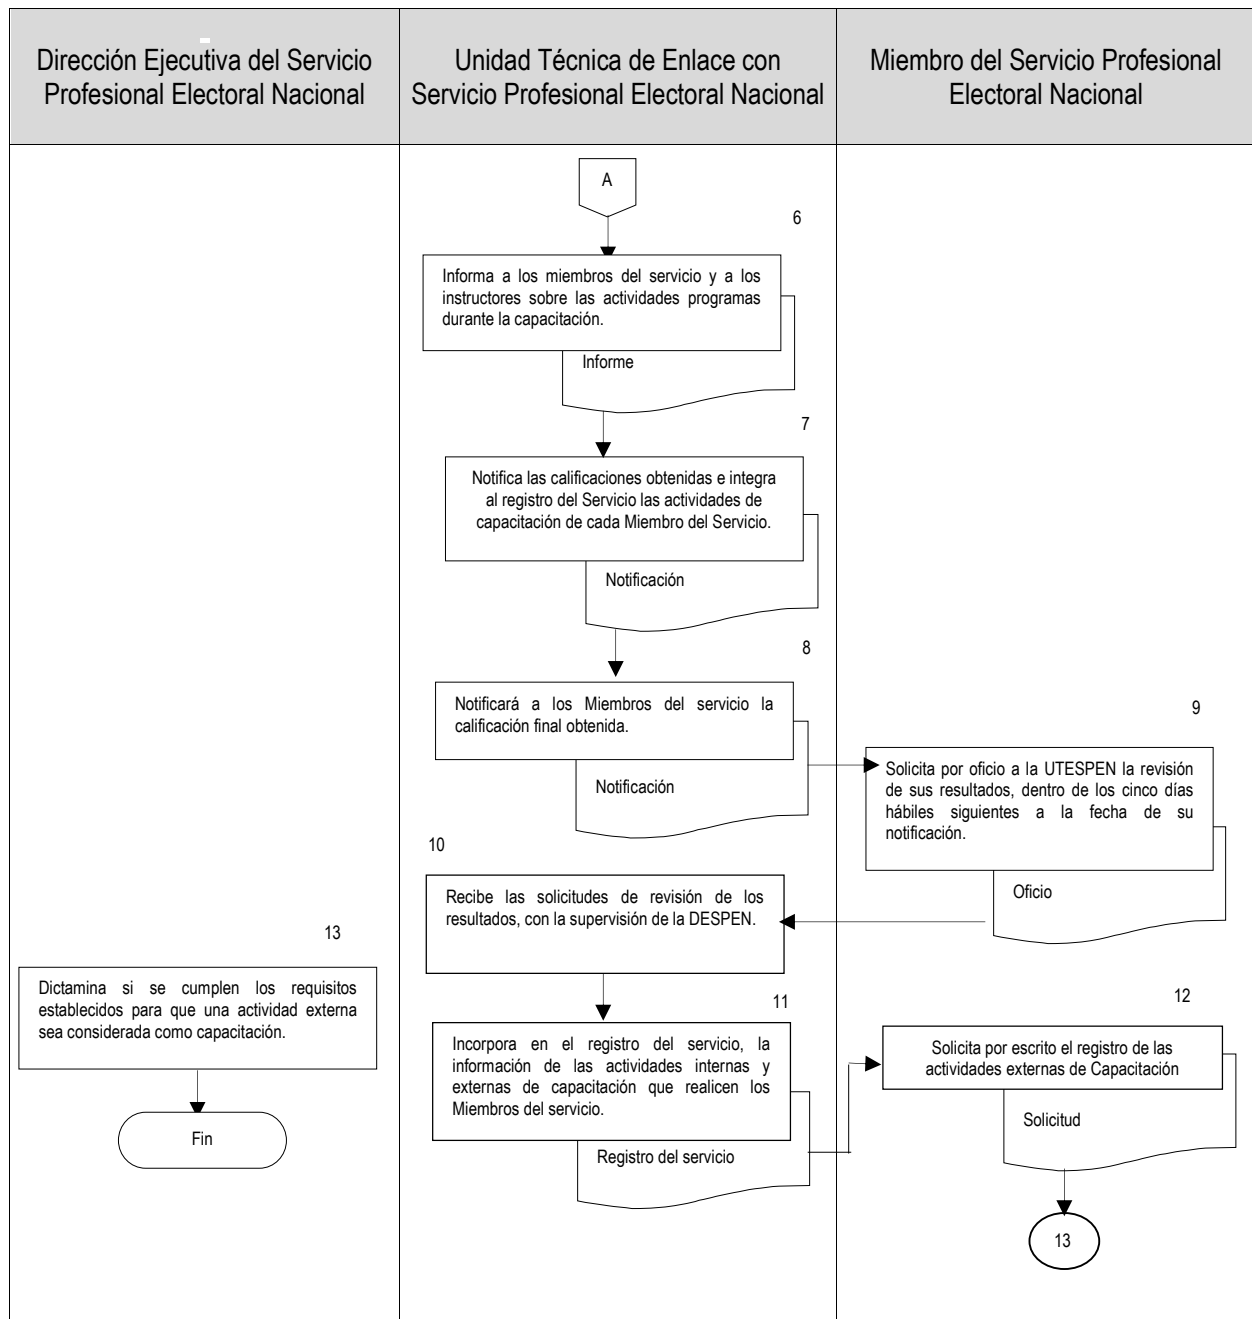 Dirección Ejecutiva del Servicio
Profesional Electoral Nacional
Unidad Técnica de Enlace con
Servicio Profesional Electoral Nacional
Miembro del Servicio Profesional
Electoral Nacional
A
6
Informa a los miembros del servicio y a los
instructores sobre las actividades programas
durante la capacitación.
Informe
7
Notifica las calificaciones obtenidas e integra
al registro del Servicio las actividades de
capacitación de cada Miembro del Servicio.
Notificación
8
Notificará a los Miembros del servicio la
calificación final obtenida.
Notificación
9
Solicita por oficio a la UTESPEN la revisión
de sus resultados, dentro de los cinco días
hábiles siguientes a la fecha de su
notificación.
Oficio
10
Recibe las solicitudes de revisión de los
resultados, con la supervisión de la DESPEN.
11
Incorpora en el registro del servicio, la
información de las actividades internas y
externas de capacitación que realicen los
Miembros del servicio.
Registro del servicio
12
Solicita por escrito el registro de las
actividades externas de Capacitación
Solicitud
13
13
Dictamina si se cumplen los requisitos
establecidos para que una actividad externa
sea considerada como capacitación.
Fin